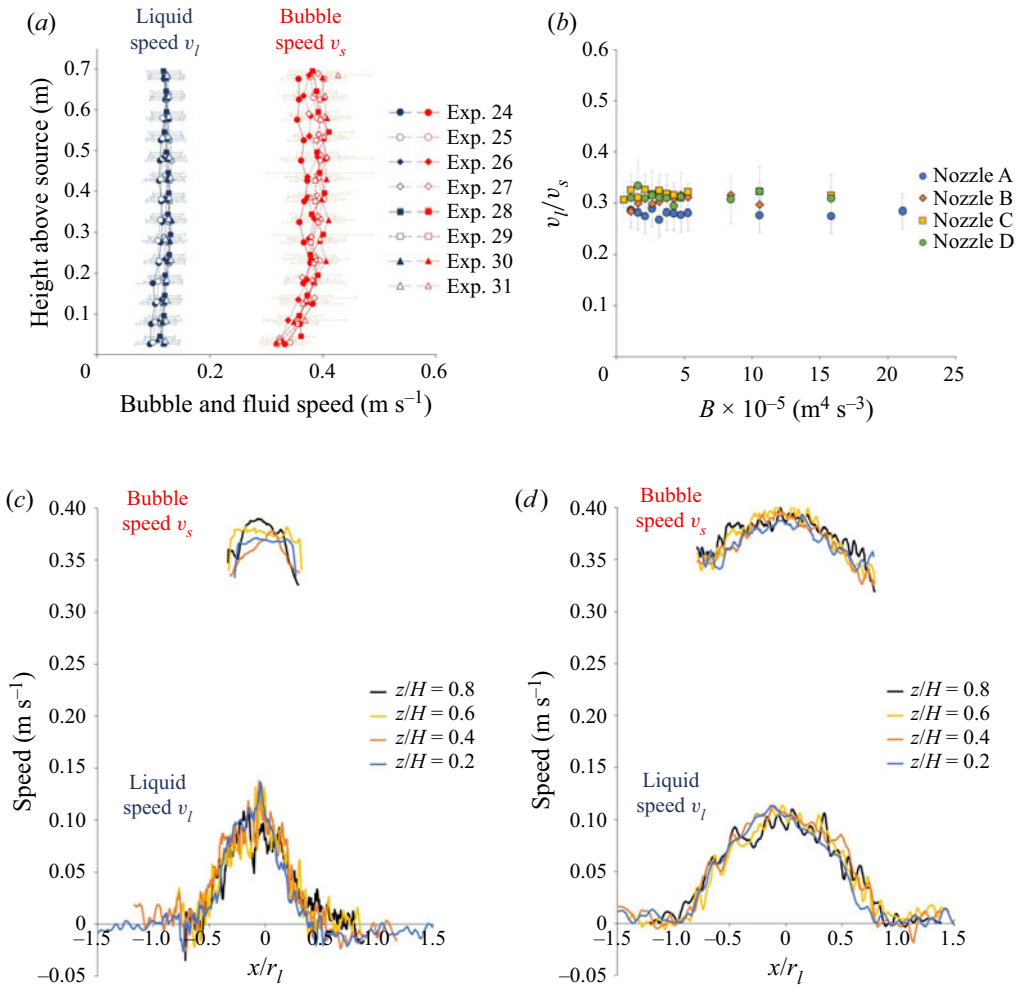 (a)
Liquid
speed v_l
Bubble
speed v_s
0.7
0.6
0.5
0.4
0.3
0.2
0.1
0
0.2
0.4
0.6
Height above source (m)
Bubble and fluid speed (m s⁻¹)
Exp. 24
Exp. 25
Exp. 26
Exp. 27
Exp. 28
Exp. 29
Exp. 30
Exp. 31
(b)
0.6
0.5
0.4
0.3
0.2
0.1
0
5
10
15
20
25
v_l/v_s
B × 10⁻⁵ (m⁴ s⁻³)
Nozzle A
Nozzle B
Nozzle C
Nozzle D
(c)
Bubble
speed v_s
0.40
0.35
0.30
0.25
0.20
0.15
0.10
0.05
0
–0.05
–1.5
–1.0
–0.5
0
0.5
1.0
1.5
Speed (m s⁻¹)
z/H = 0.8
z/H = 0.6
z/H = 0.4
z/H = 0.2
Liquid
speed v_l
x/r_l
(d)
Bubble
speed v_s
0.40
0.35
0.30
0.25
0.20
0.15
0.10
0.05
0
–0.05
–1.5
–1.0
–0.5
0
0.5
1.0
1.5
Speed (m s⁻¹)
z/H = 0.8
z/H = 0.6
z/H = 0.4
z/H = 0.2
Liquid
speed v_l
x/r_l